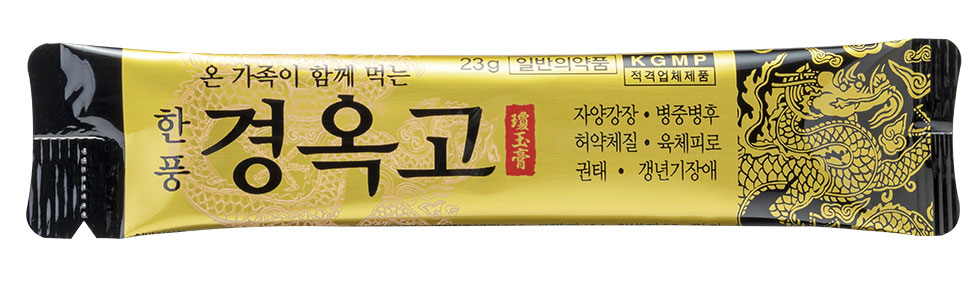 온 가족이 함께 먹는
23g 일반의약품
KGMP
적격업체제품
한풍
경옥고
瓊玉膏
자양강장・병중병후
허약체질・육체피로
권태・갱년기장애